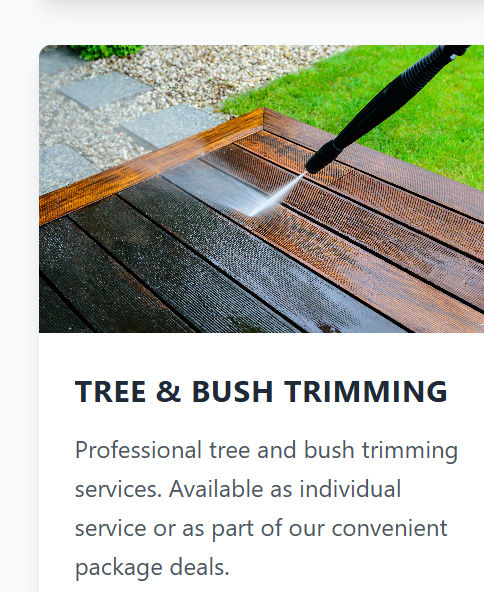 TREE & BUSH TRIMMING
Professional tree and bush trimming
services. Available as individual
service or as part of our convenient
package deals.